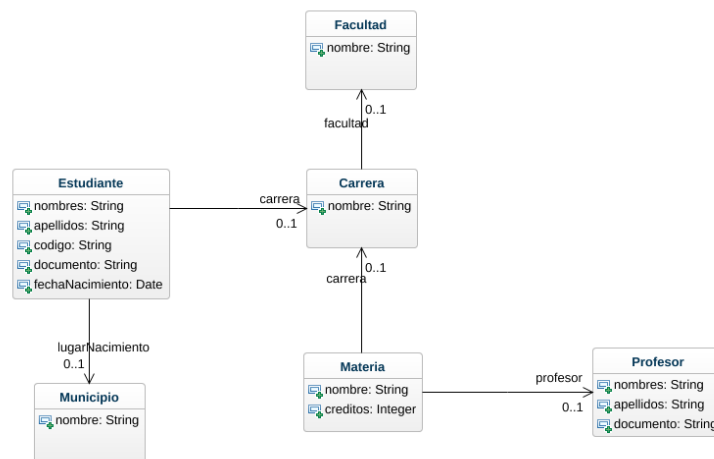 Facultad
nombre: String
0..1
facultad
Estudiante
nombres: String
apellidos: String
codigo: String
documento: String
fechaNacimiento: Date
carrera
0..1
Carrera
nombre: String
0..1
carrera
lugarNacimiento
0..1
Municipio
nombre: String
Materia
nombre: String
creditos: Integer
profesor
0..1
Profesor
nombres: String
apellidos: String
documento: String